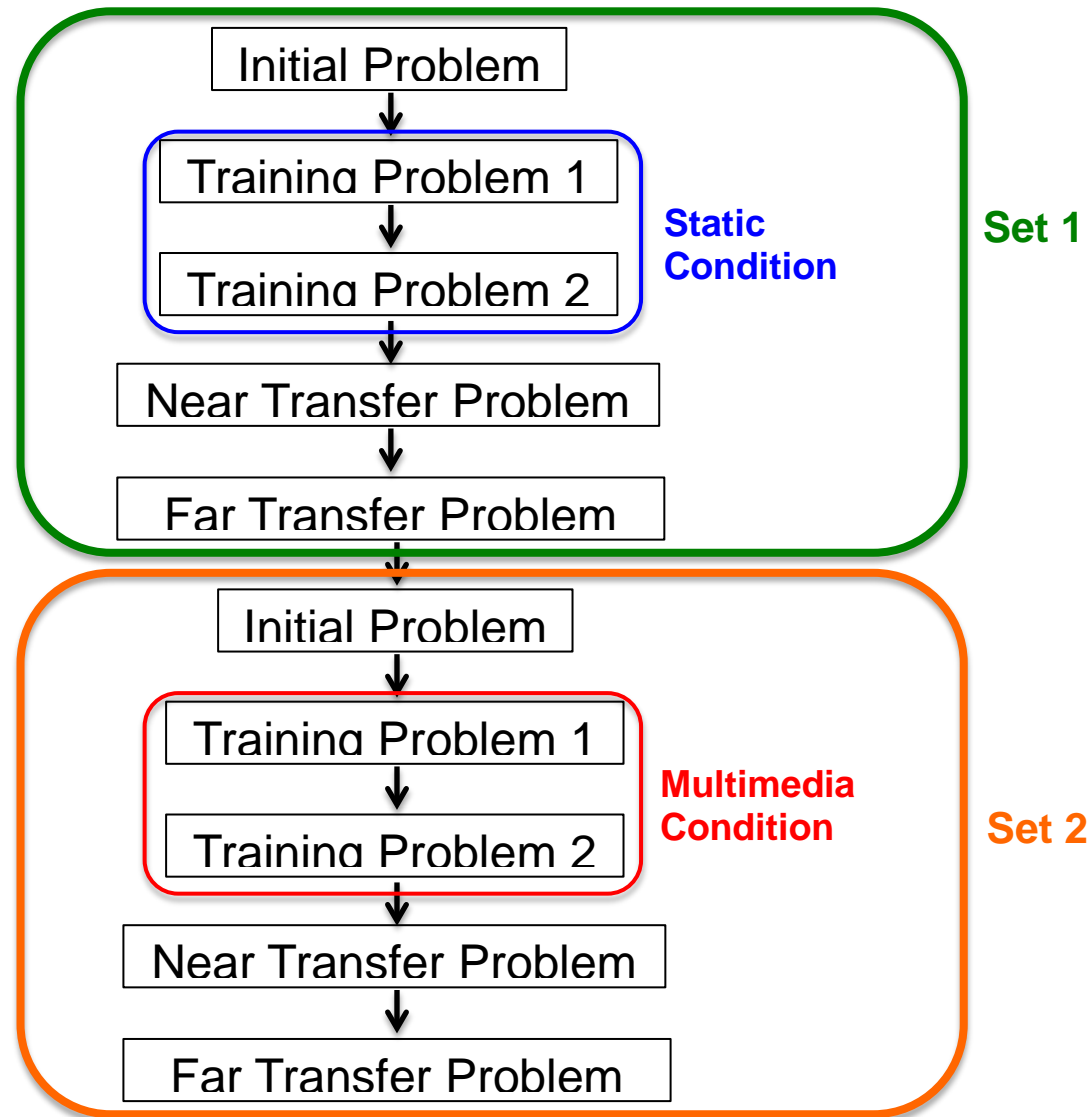 Initial Problem
Training Problem 1
Training Problem 2
Static
Condition
Set 1
Near Transfer Problem
Far Transfer Problem
Initial Problem
Training Problem 1
Training Problem 2
Multimedia
Condition
Set 2
Near Transfer Problem
Far Transfer Problem